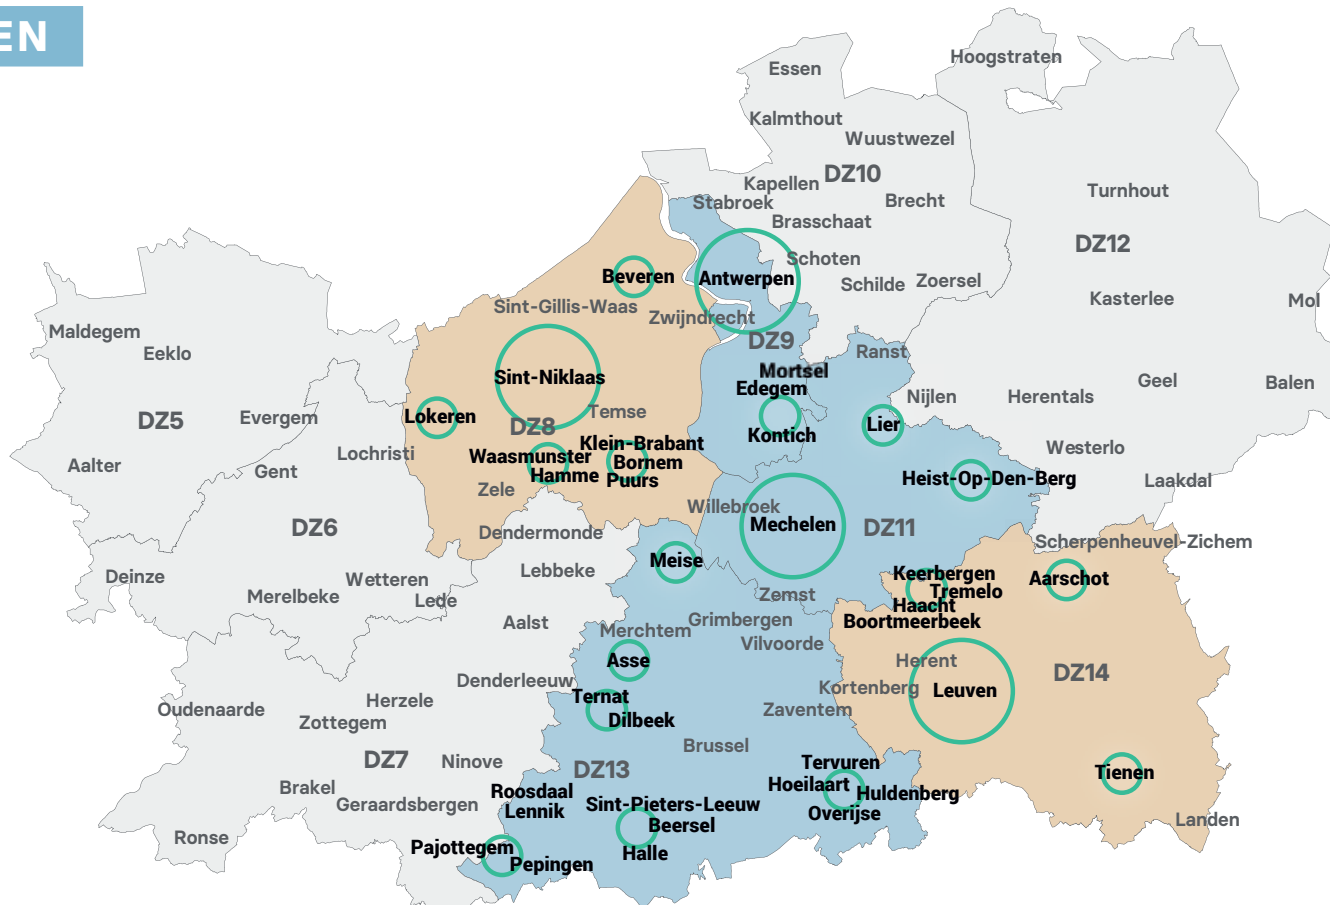 EN
Hoogstraten
Essen
Kalmthout
Wuustwezel
DZ10
Kapellen
Turnhout
Stabroek
Brecht
Brasschaat
DZ12
Schoten
Beveren
Antwerpen
Schilde
Zoersel
Kasterlee
Mol
Sint-Gillis-Waas
Zwijndrecht
Maldegem
DZ9
Eeklo
Ranst
Mortsel
Sint-Niklaas
Edegem
Geel
Balen
Nijlen
Herentals
Temse
Evergem
Lokeren
DZ5
DZ8
Lier
Kontich
Klein-Brabant
Westerlo
Lochristi
Waasmunster
Bornem
Aalter
Gent
Hamme
Puurs
Heist-Op-Den-Berg
Laakdal
Zele
Willebroek
DZ6
Dendermonde
Mechelen
DZ11
Scherpenheuvel-Zichem
Meise
Lebbeke
Keerbergen
Aarschot
Deinze
Wetteren
Tremelo
Merelbeke
Lede
Zemst
Haacht
Aalst
Grimbergen
Boortmeerbeek
Merchtem
Vilvoorde
Asse
Herent
DZ14
Denderleeuw
Kortenberg
Leuven
Ternat
Oudenaarde
Herzele
Zaventem
Zottegem
Dilbeek
Brussel
DZ7
Ninove
DZ13
Tervuren
Tienen
Brakel
Roosdaal
Hoeilaart
Huldenberg
Geraardsbergen
Lennik
Sint-Pieters-Leeuw
Overijse
Landen
Beersel
Ronse
Pajottegem
Halle
Pepingen